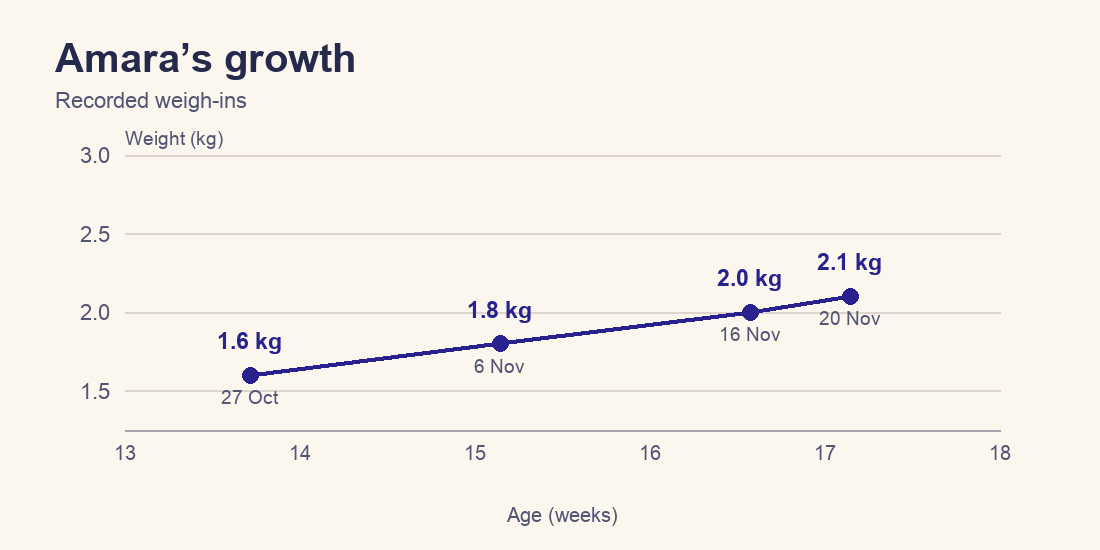 Amara’s growth
Recorded weigh-ins
Weight (kg)
3.0
2.5
2.0
1.5
1.6 kg
27 Oct
1.8 kg
6 Nov
2.0 kg
16 Nov
2.1 kg
20 Nov
13 14 15 16 17 18
Age (weeks)